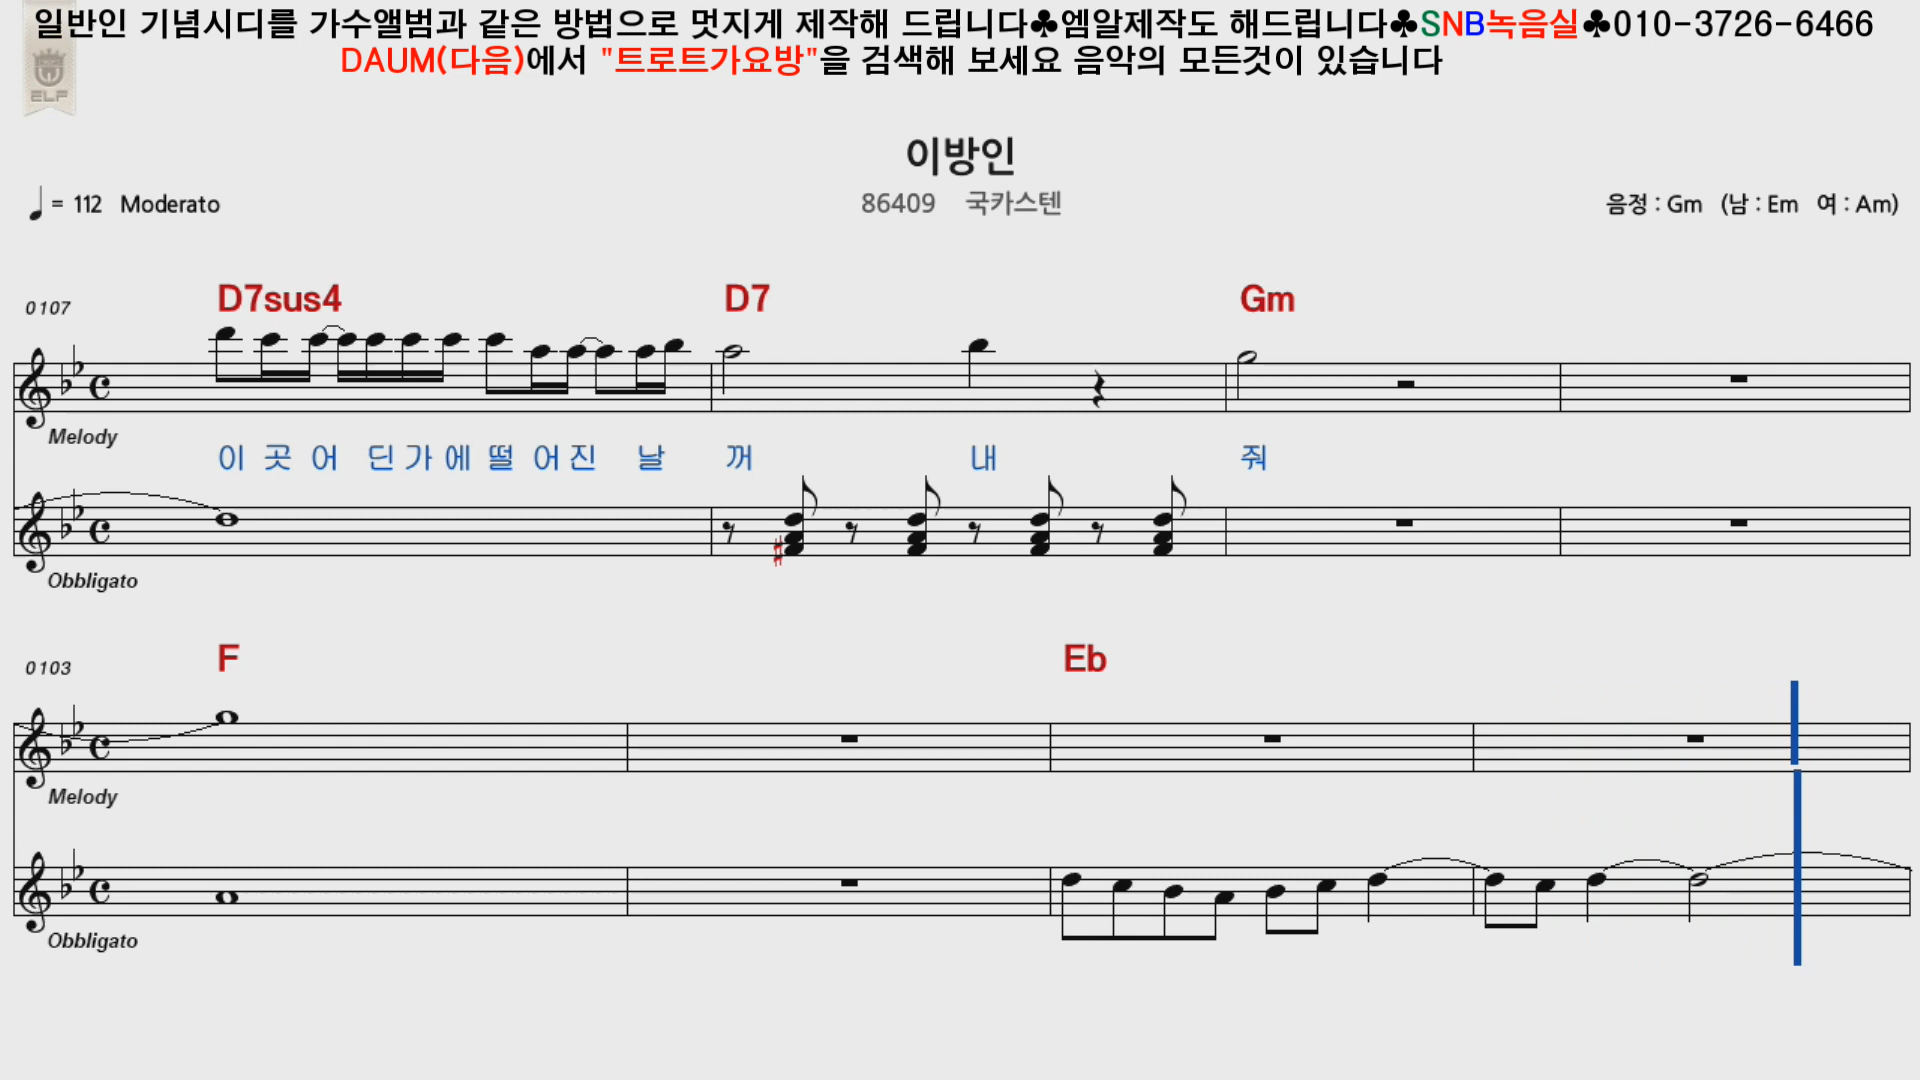 일반인 기념시디를 가수앨범과 같은 방법으로 멋지게 제작해 드립니다♣엠알제작도 해드립니다♣SNB녹음실♣010-3726-6466
DAUM(다음)에서 "트로트가요방"을 검색해 보세요 음악의 모든것이 있습니다
ELF
이방인
♩= 112 Moderato
86409 국카스텐
음정 : Gm (남 : Em 여 : Am)
0107 D7sus4 D7 Gm
Melody
이 곳 어 딘 가 에 떨 어 진 날 꺼 내 줘
Obbligato
0103 F Eb
Melody
Obbligato